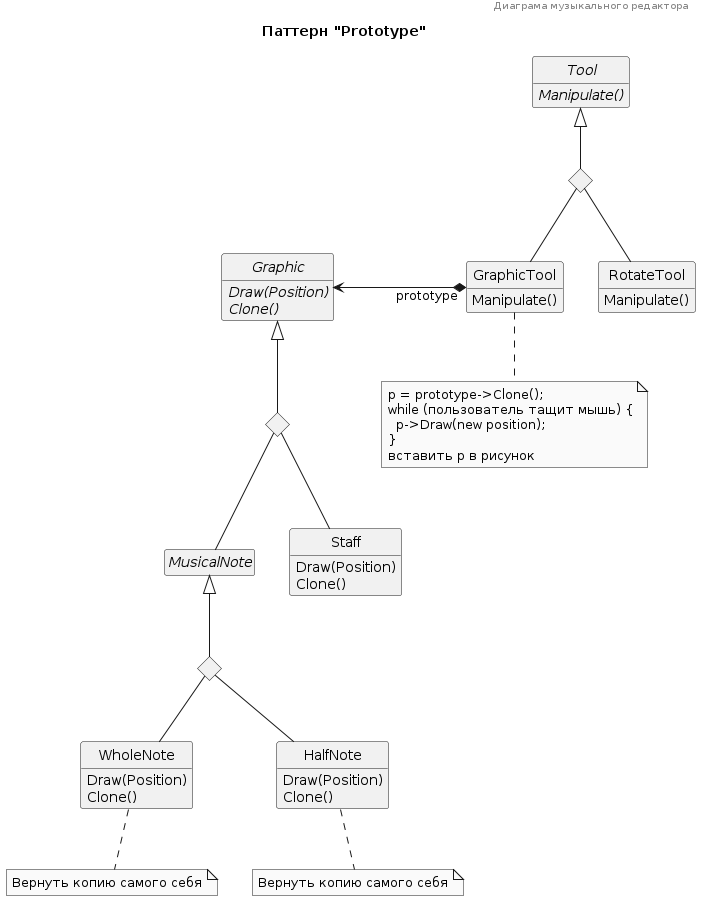 Диаграма музыкального редактора
Паттерн "Prototype"
Tool
Manipulate()
Graphic
Draw(Position)
Clone()
prototype
GraphicTool
Manipulate()
RotateTool
Manipulate()
p = prototype->Clone();
while (пользователь тащит мышь) {
p->Draw(new position);
}
вставить p в рисунок
MusicalNote
Staff
Draw(Position)
Clone()
WholeNote
Draw(Position)
Clone()
HalfNote
Draw(Position)
Clone()
Вернуть копию самого себя
Вернуть копию самого себя